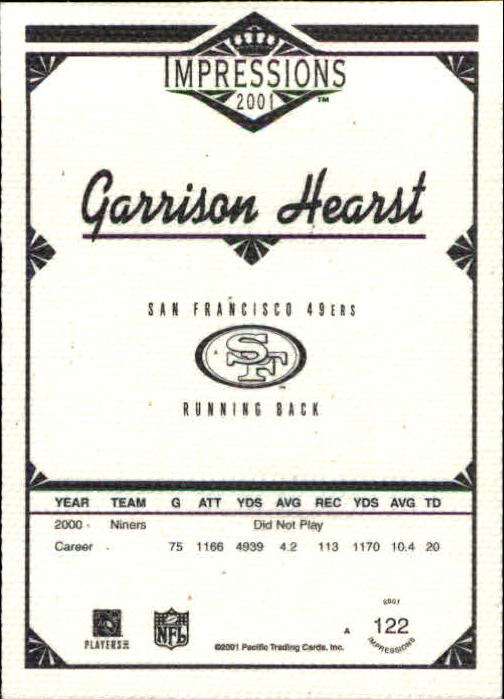 IMPRESSIONS
2001 ™
Garrison Hearst
SAN FRANCISCO 49ERS
SF
RUNNING BACK
YEAR TEAM G ATT YDS AVG REC YDS AVG TD
2000 Niners Did Not Play
Career 75 1166 4939 4.2 113 1170 10.4 20
PLAYERS INC
NFL
©2001 Pacific Trading Cards, Inc.
A
2001
122
IMPRESSIONS